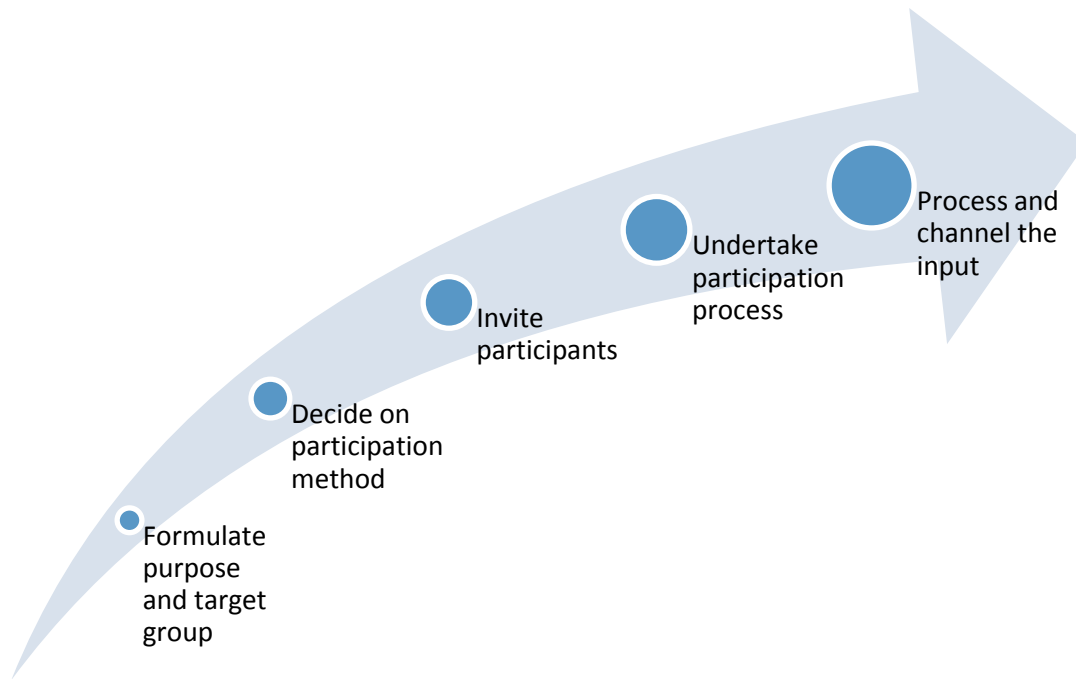 Formulate
purpose
and target
group
Decide on
participation
method
Invite
participants
Undertake
participation
process
Process and
channel the
input